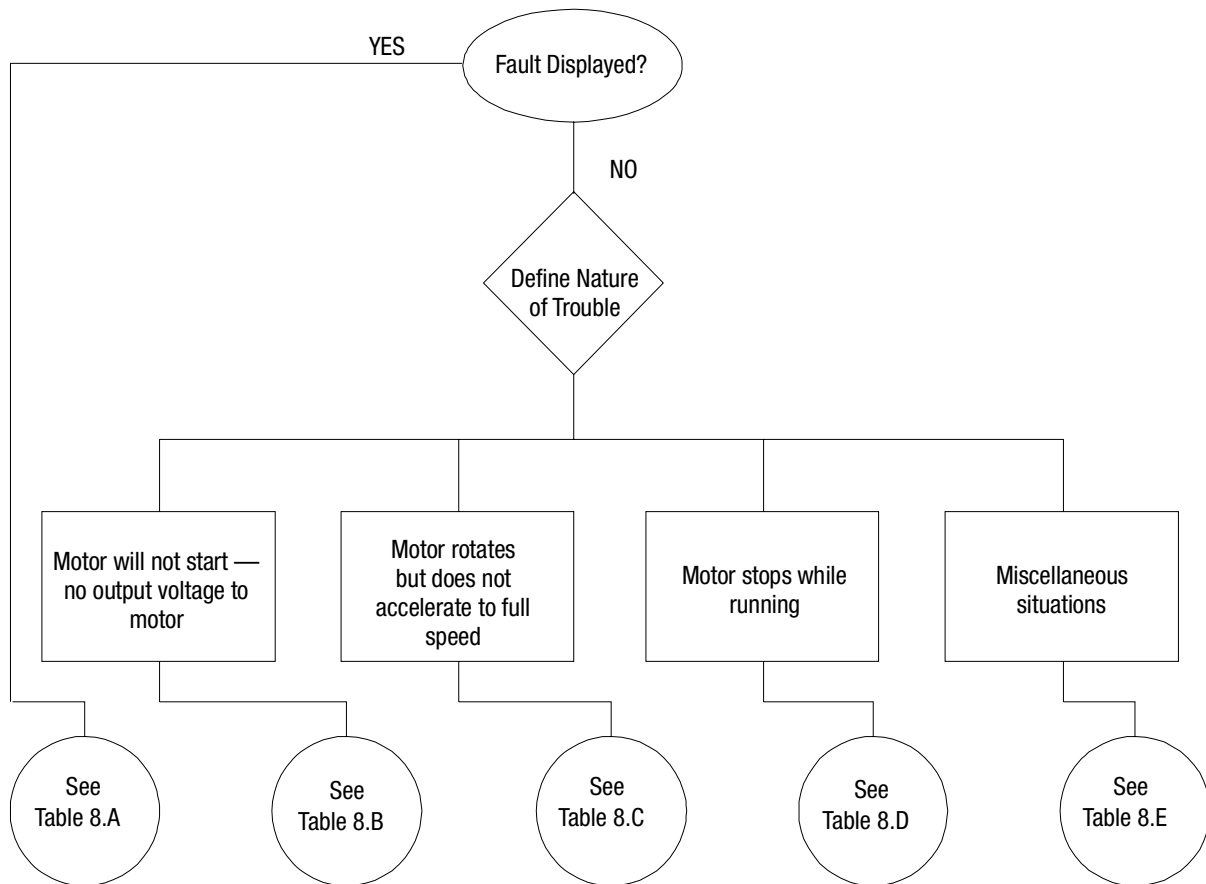 YES
Fault Displayed?
NO
Define Nature
of Trouble
Motor will not start —
no output voltage to
motor
Motor rotates
but does not
accelerate to full
speed
Motor stops while
running
Miscellaneous
situations
See
Table 8.A
See
Table 8.B
See
Table 8.C
See
Table 8.D
See
Table 8.E